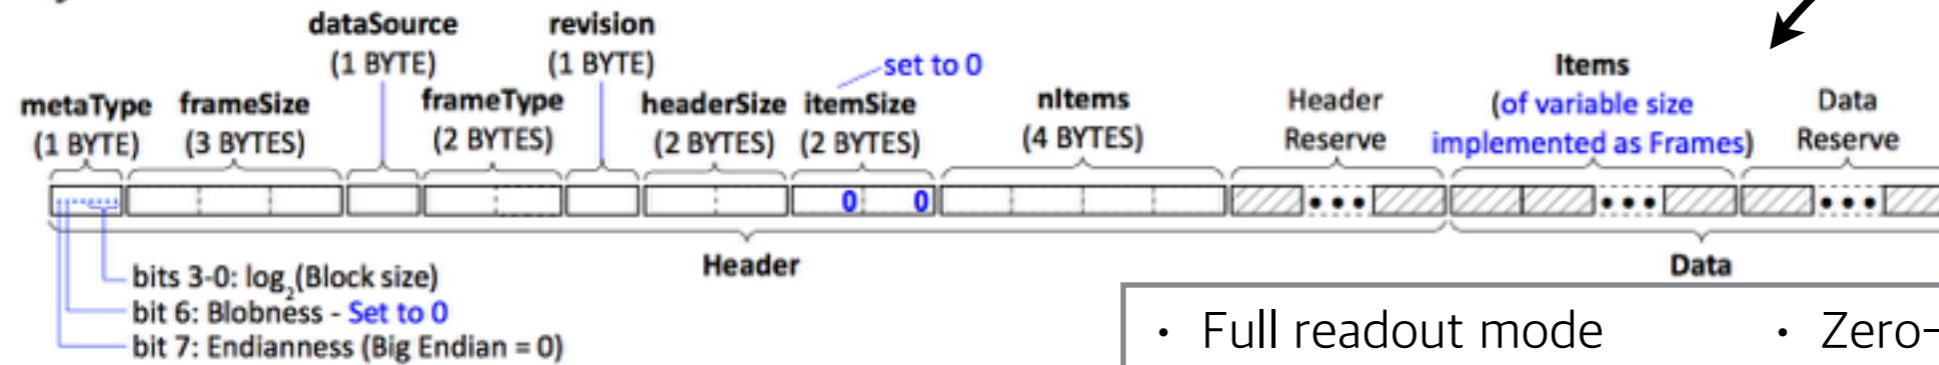 dataSource
(1 BYTE)
revision
(1 BYTE)
set to 0
metaType
(1 BYTE)
frameSize
(3 BYTES)
frameType
(2 BYTES)
headerSize
(2 BYTES)
itemSize
(2 BYTES)
nItems
(4 BYTES)
Header
Reserve
Items
(of variable size
implemented as Frames)
Data
Reserve
0 0
Header
Data
bits 3-0: log2(Block size)
bit 6: Blobness - Set to 0
bit 7: Endianness (Big Endian = 0)
• Full readout mode
• Zero-